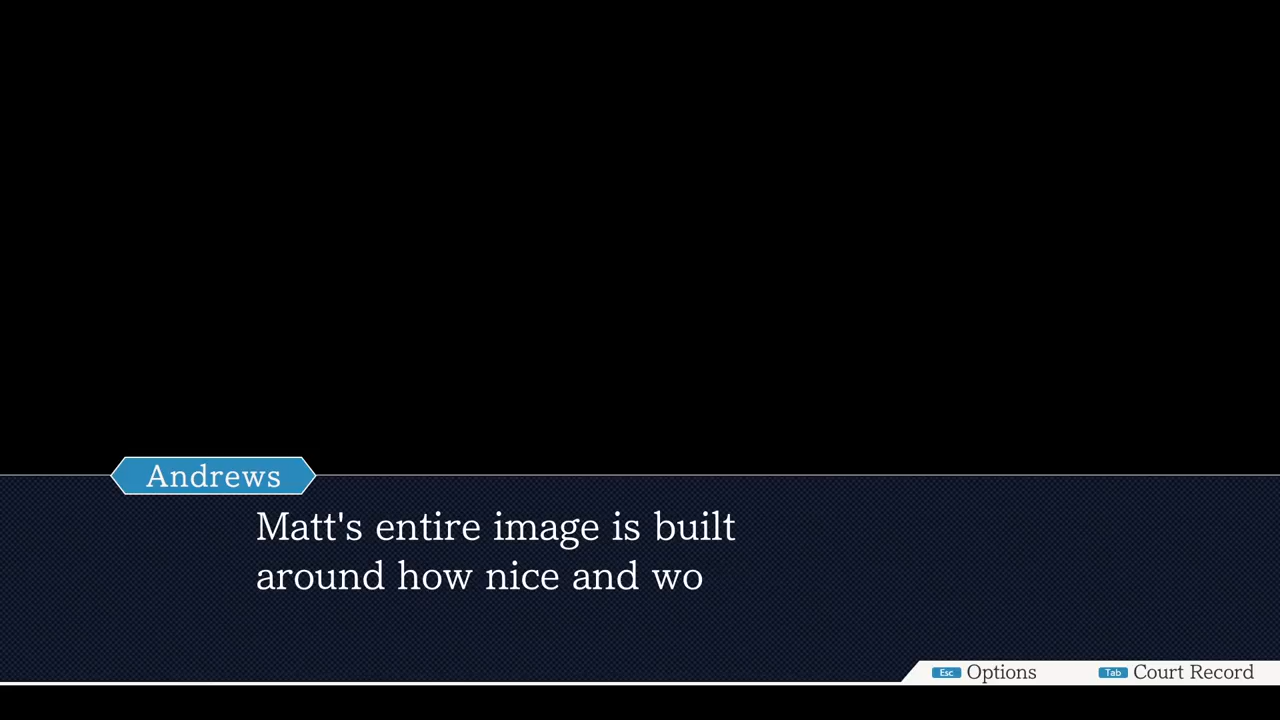 Andrews
Matt's entire image is built
around how nice and wo
Esc Options Tab Court Record